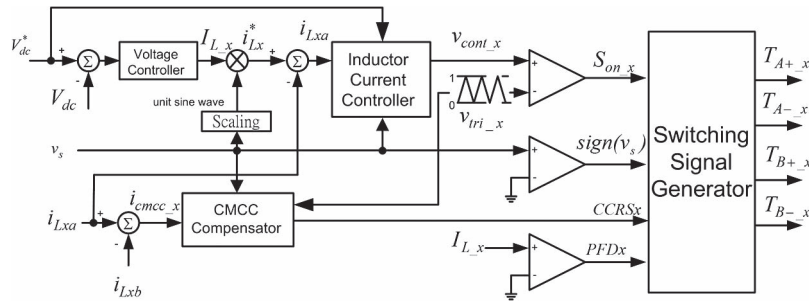 V*dc
+
Σ
-
Vdc
Voltage
Controller
IL_x
i*Lx
+
Σ
-
iLxa
Inductor
Current
Controller
vcont_x
1
0
vtri_x
+
-
Son_x
unit sine wave
Scaling
vs
+
-
sign(vs)
iLxa
+
Σ
-
iLxb
icmcc_x
CMCC
Compensator
CCRSx
IL_x
+
-
PFDx
Switching
Signal
Generator
TA+_x
TA-_x
TB+_x
TB-_x